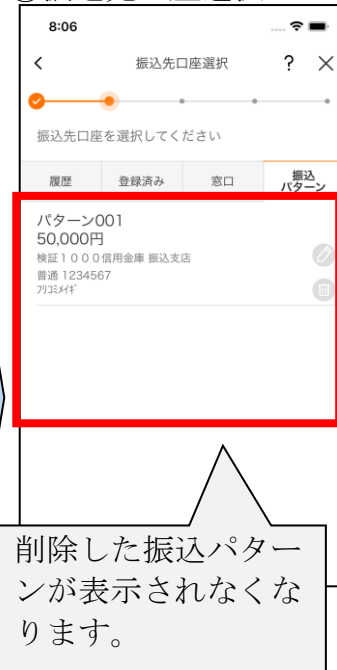 8:06
振込先口座選択
?
振込先口座を選択してください
履歴
登録済み
窓口
振込
パターン
パターン001
50,000円
検証1000信用金庫 振込支店
普通 1234567
フリコミメイギ
削除した振込パター
ンが表示されなくな
ります。